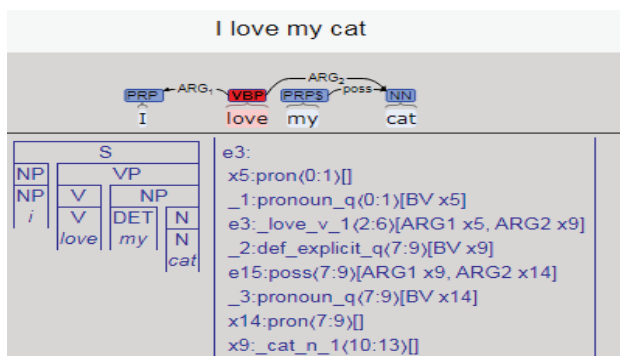 I love my cat
ARG1 ARG2
PRP VBP PRP$ poss NN
I love my cat
S
NP VP
NP V NP
i V DET N
love my N
cat
e3:
x5:pron⟨0:1⟩[]
_1:pronoun_q⟨0:1⟩[BV x5]
e3:_love_v_1⟨2:6⟩[ARG1 x5, ARG2 x9]
_2:def_explicit_q⟨7:9⟩[BV x9]
e15:poss⟨7:9⟩[ARG1 x9, ARG2 x14]
_3:pronoun_q⟨7:9⟩[BV x14]
x14:pron⟨7:9⟩[]
x9:_cat_n_1⟨10:13⟩[]